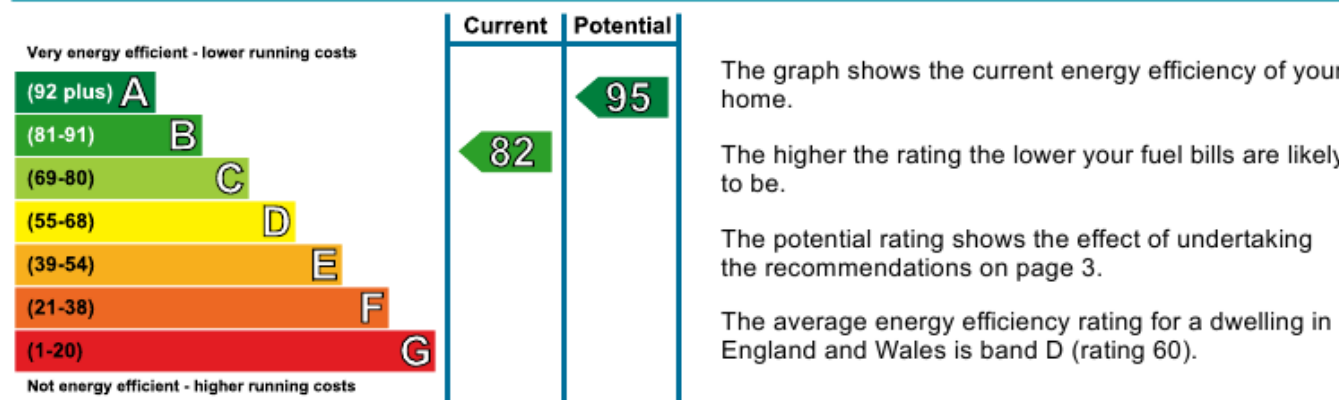 Current Potential
Very energy efficient - lower running costs
(92 plus) A
95
(81-91) B
82
(69-80) C
(55-68) D
(39-54) E
(21-38) F
(1-20) G
Not energy efficient - higher running costs
The graph shows the current energy efficiency of your
home.
The higher the rating the lower your fuel bills are likely
to be.
The potential rating shows the effect of undertaking
the recommendations on page 3.
The average energy efficiency rating for a dwelling in
England and Wales is band D (rating 60).